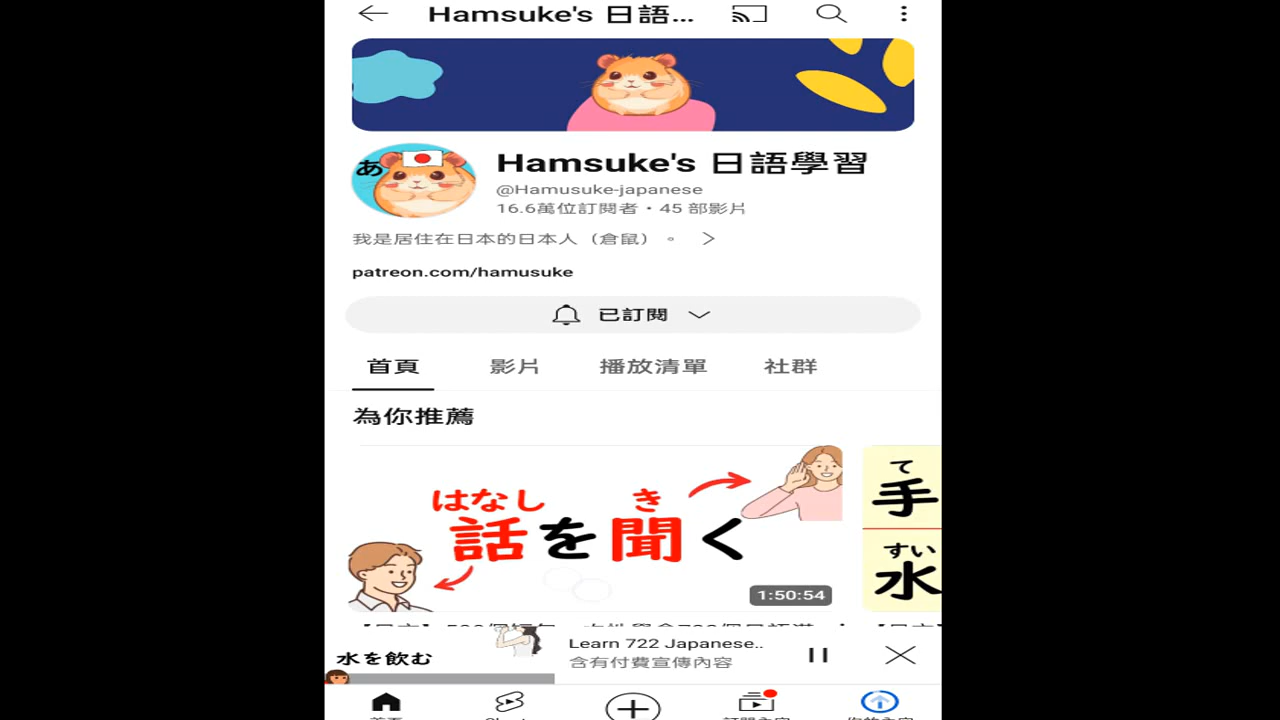 Hamsuke's 日語...
あ
Hamsuke's 日語學習
@Hamusuke-japanese
16.6萬位訂閱者・45 部影片
我是居住在日本的日本人（倉鼠）。
patreon.com/hamusuke
已訂閱
首頁 影片 播放清單 社群
為你推薦
はなし き
話を聞く
1:50:54
て
手
すい
水
水を飲む
Learn 722 Japanese..
含有付費宣傳內容